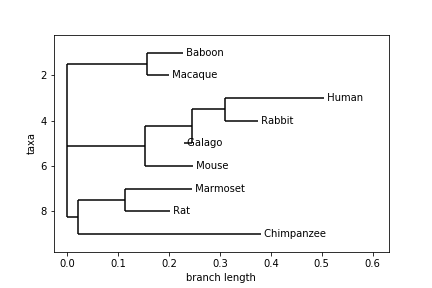 Baboon
2
Macaque
Human
4
Rabbit
Galago
taxa
6
Mouse
Marmoset
8
Rat
Chimpanzee
0.0 0.1 0.2 0.3 0.4 0.5 0.6
branch length